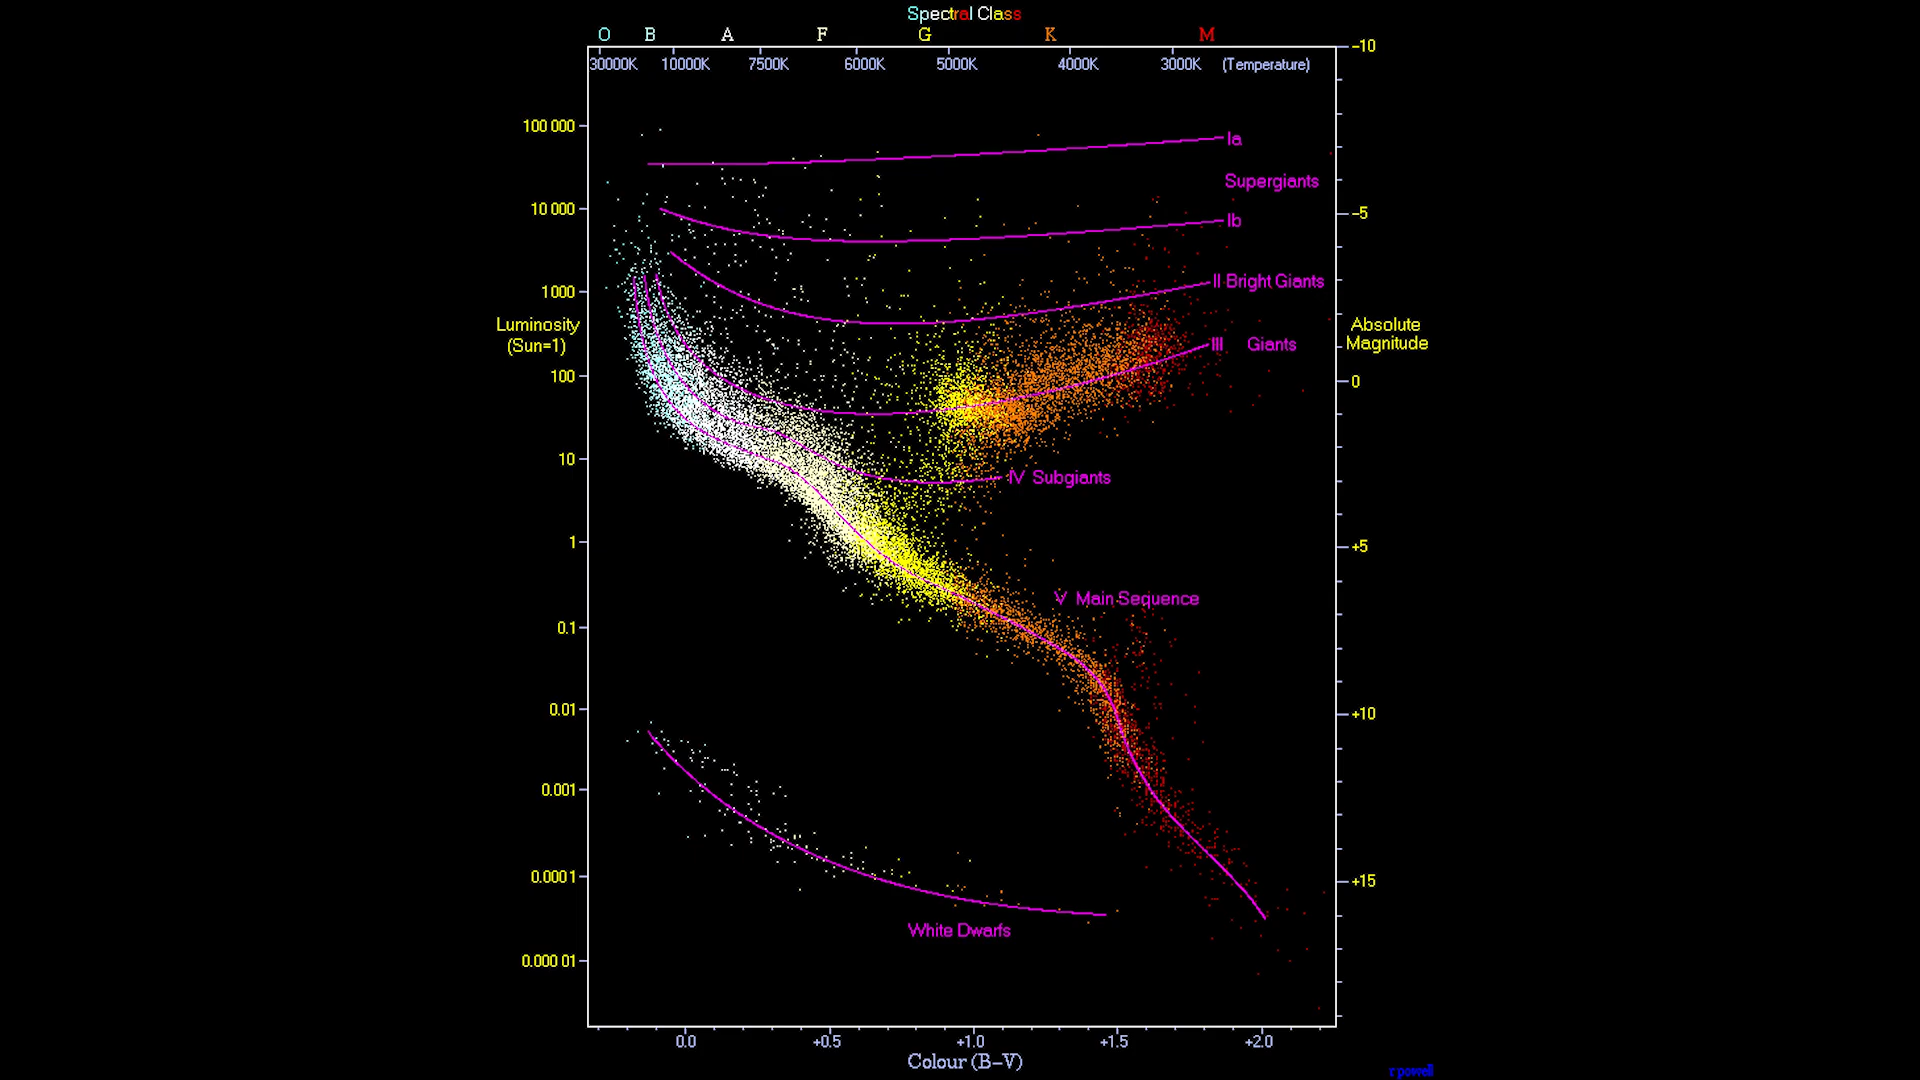 Spectral Class
O B A F G K M
30000K 10000K 7500K 6000K 5000K 4000K 3000K (Temperature)
-10
100 000
Ia
Supergiants
10 000
-5
Ib
II Bright Giants
1 000
Luminosity
(Sun=1)
Absolute
Magnitude
III Giants
100
0
10
IV Subgiants
1
+5
V Main Sequence
0.1
0.01
+10
0.001
0.0001
+15
White Dwarfs
0.000 01
0.0 +0.5 +1.0 +1.5 +2.0
Colour (B-V)
r powell